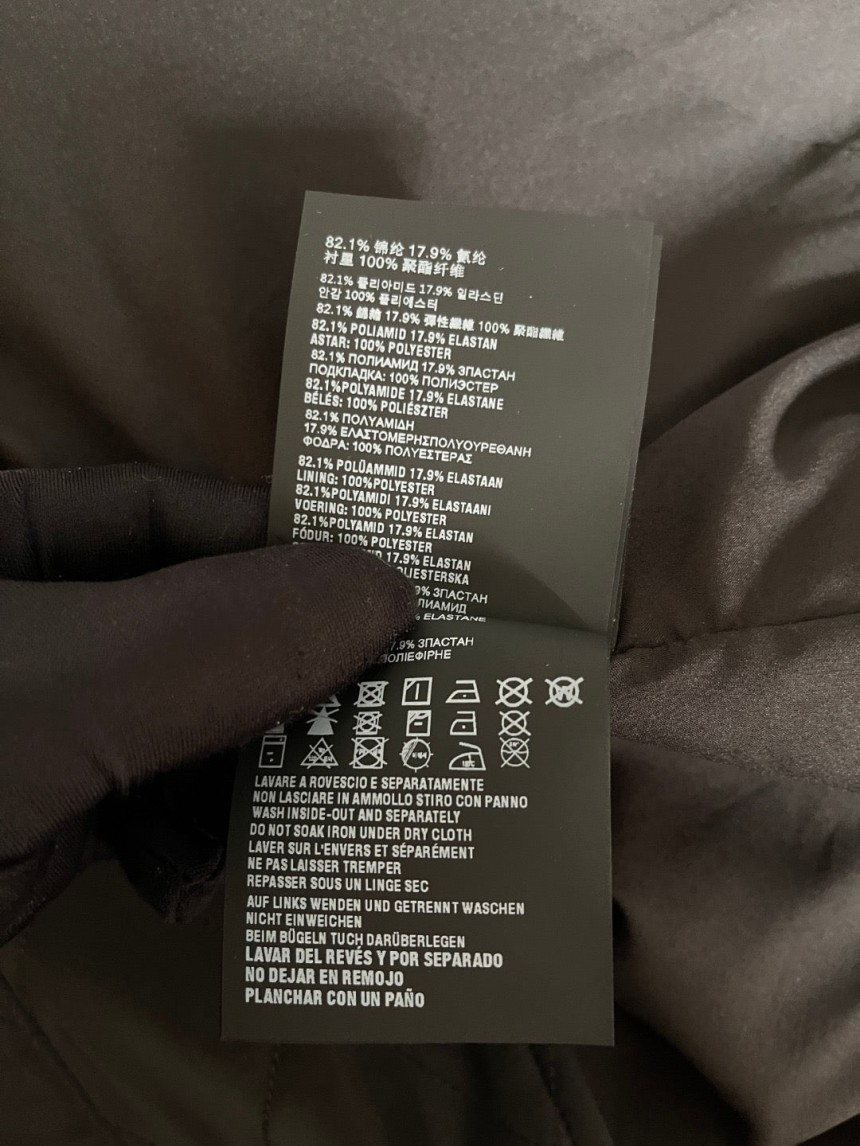 82.1% 锦纶 17.9% 氨纶
衬里 100% 聚酯纤维
82.1% 폴리아미드 17.9% 일라스틴
안감 100% 폴리에스터
82.1% 錦綸 17.9% 彈性纖維 100% 聚酯纖維
82.1% POLIAMID 17.9% ELASTAN
ASTAR: 100% POLYESTER
82.1% ПОЛИАМИД 17.9% ЗПАСТАН
ПОДКЛАДКА: 100% ПОЛИЭСТЕР
82.1%POLYAMIDE 17.9% ELASTANE
BÉLÉS: 100% POLIÉSZTER
82.1% ΠΟΛΥΑΜΙΔΗ
17.9% ΕΛΑΣΤΟΜΕΡΗΣΠΟΛΥΟΥΡΕΘΑΝΗ
ΦΟΔΡΑ: 100% ΠΟΛΥΕΣΤΕΡΑΣ
82.1% POLÜAMMID 17.9% ELASTAAN
LINING: 100%POLYESTER
82.1%POLYAMIDI 17.9% ELASTAANI
VOERING: 100% POLYESTER
82.1%POLYAMID 17.9% ELASTAN
FÓDUR: 100% POLYESTER
17.9% ELASTAN
OLIESTERSKA
9% ЗПАСТАН
ЛИАМИД
% ELASTANE
7.9% ЗПАСТАН
ПОЛІЕФІРНЕ
LAVARE A ROVESCIO E SEPARATAMENTE
NON LASCIARE IN AMMOLLO STIRO CON PANNO
WASH INSIDE-OUT AND SEPARATELY
DO NOT SOAK IRON UNDER DRY CLOTH
LAVER SUR L'ENVERS ET SÉPARÉMENT
NE PAS LAISSER TREMPER
REPASSER SOUS UN LINGE SEC
AUF LINKS WENDEN UND GETRENNT WASCHEN
NICHT EINWEICHEN
BEIM BÜGELN TUCH DARÜBERLEGEN
LAVAR DEL REVÉS Y POR SEPARADO
NO DEJAR EN REMOJO
PLANCHAR CON UN PAÑO